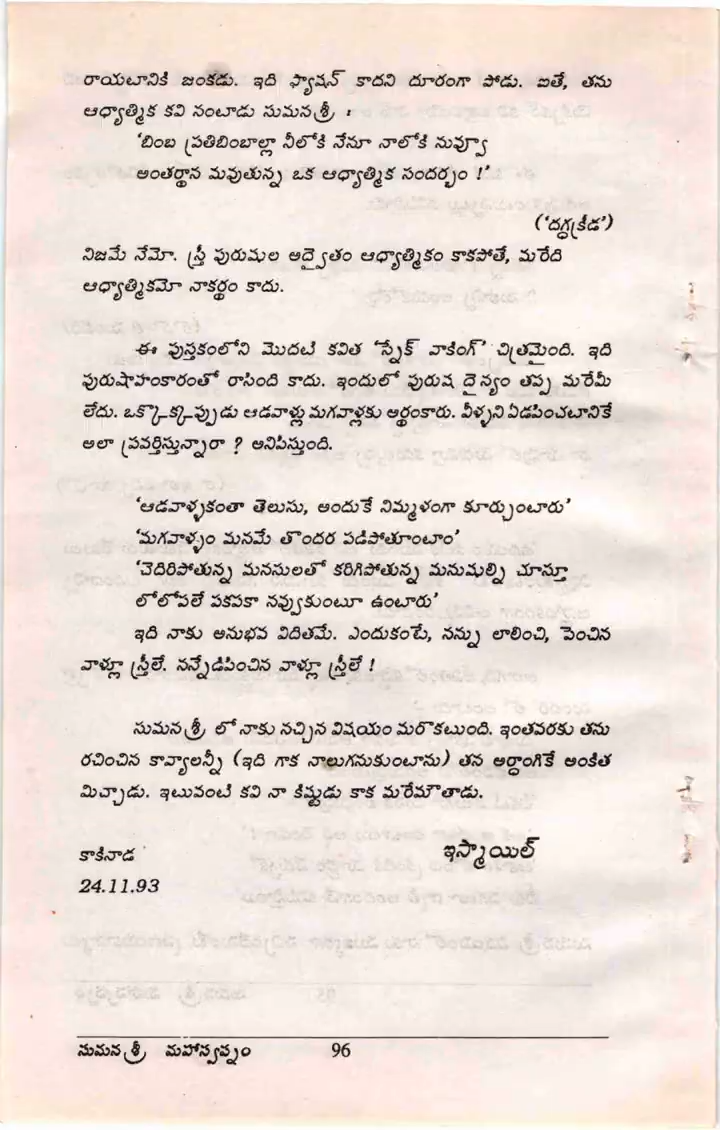 రాయటానికి జంకడు. ఇది ఫ్యాషన్ కాదని దూరంగా పోడు. ఐతే, తను
ఆధ్యాత్మిక కవి నంటాడు సుమనశ్రీ :
'బింబ ప్రతిబింబాల్లా నీలోకి నేనూ నాలోకి నువ్వూ
అంతర్థాన మవుతున్న ఒక ఆధ్యాత్మిక సందర్భం !'
('దగ్ధక్రీడ')
నిజమే నేమో. స్త్రీ పురుషుల అద్వైతం ఆధ్యాత్మికం కాకపోతే, మరేది
ఆధ్యాత్మికమో నాకర్థం కాదు.
ఈ పుస్తకంలోని మొదటి కవిత 'స్నేక్ వాకింగ్' చిత్రమైంది. ఇది
పురుషాహంకారంతో రాసింది కాదు. ఇందులో పురుష దైన్యం తప్ప మరేమీ
లేదు. ఒక్కొక్కప్పుడు ఆడవాళ్లు మగవాళ్లకు అర్థంకారు. వీళ్ళని ఏడపించటానికే
అలా ప్రవర్తిస్తున్నారా ? అనిపిస్తుంది.
'ఆడవాళ్ళకంతా తెలుసు, అందుకే నిమ్మళంగా కూర్చుంటారు'
'మగవాళ్ళం మనమే తొందర పడిపోతూంటాం'
'చెదిరిపోతున్న మనసులతో కరిగిపోతున్న మనుషుల్ని చూస్తూ
లోలోపలే పకపకా నవ్వుకుంటూ ఉంటారు'
ఇది నాకు అనుభవ విదితమే. ఎందుకంటే, నన్ను లాలించి, పెంచిన
వాళ్లూ స్త్రీలే. నన్నేడిపించిన వాళ్లూ స్త్రీలే !
సుమనశ్రీ లో నాకు నచ్చిన విషయం మరొకటుంది. ఇంతవరకు తను
రచించిన కావ్యాలన్నీ (ఇది గాక నాలుగనుకుంటాను) తన అర్ధాంగికే అంకిత
మిచ్చాడు. ఇటువంటి కవి నా కిష్టుడు కాక మరేమౌతాడు.
కాకినాడ ఇస్మాయిల్
24.11.93
సుమనశ్రీ మహాస్వప్నం 96